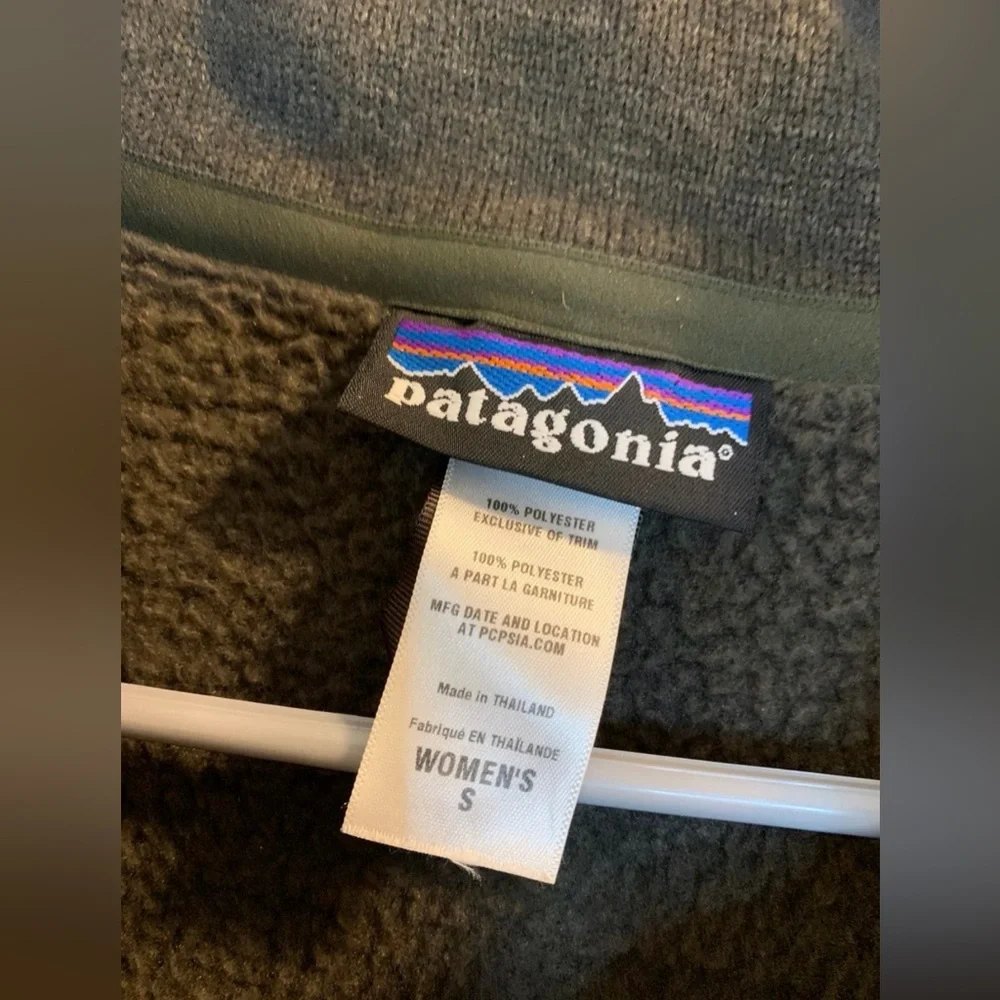 patagonia®
100% POLYESTER
EXCLUSIVE OF TRIM
100% POLYESTER
A PART LA GARNITURE
MFG DATE AND LOCATION
AT PCPSIA.COM
Made in THAILAND
Fabriqué EN THAÏLANDE
WOMEN'S
S